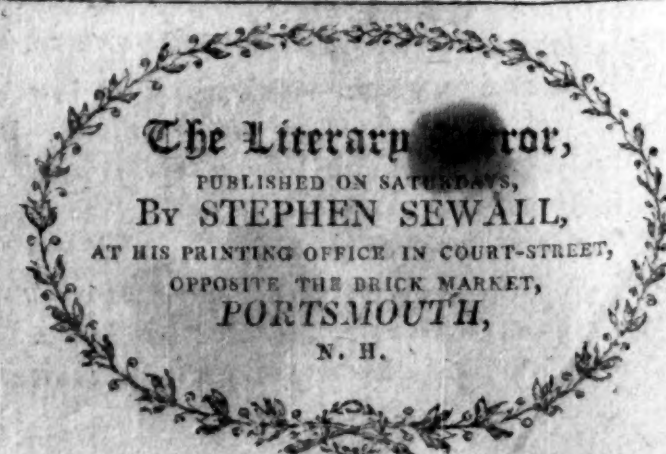 The Literary
PUBLISHED ON SATURDAYS,
By STEPHEN SEWALL,
AT HIS PRINTING OFFICE IN COURT-STREET,
OPPOSITE THE BRICK MARKET,
PORTSMOUTH,
N. H.